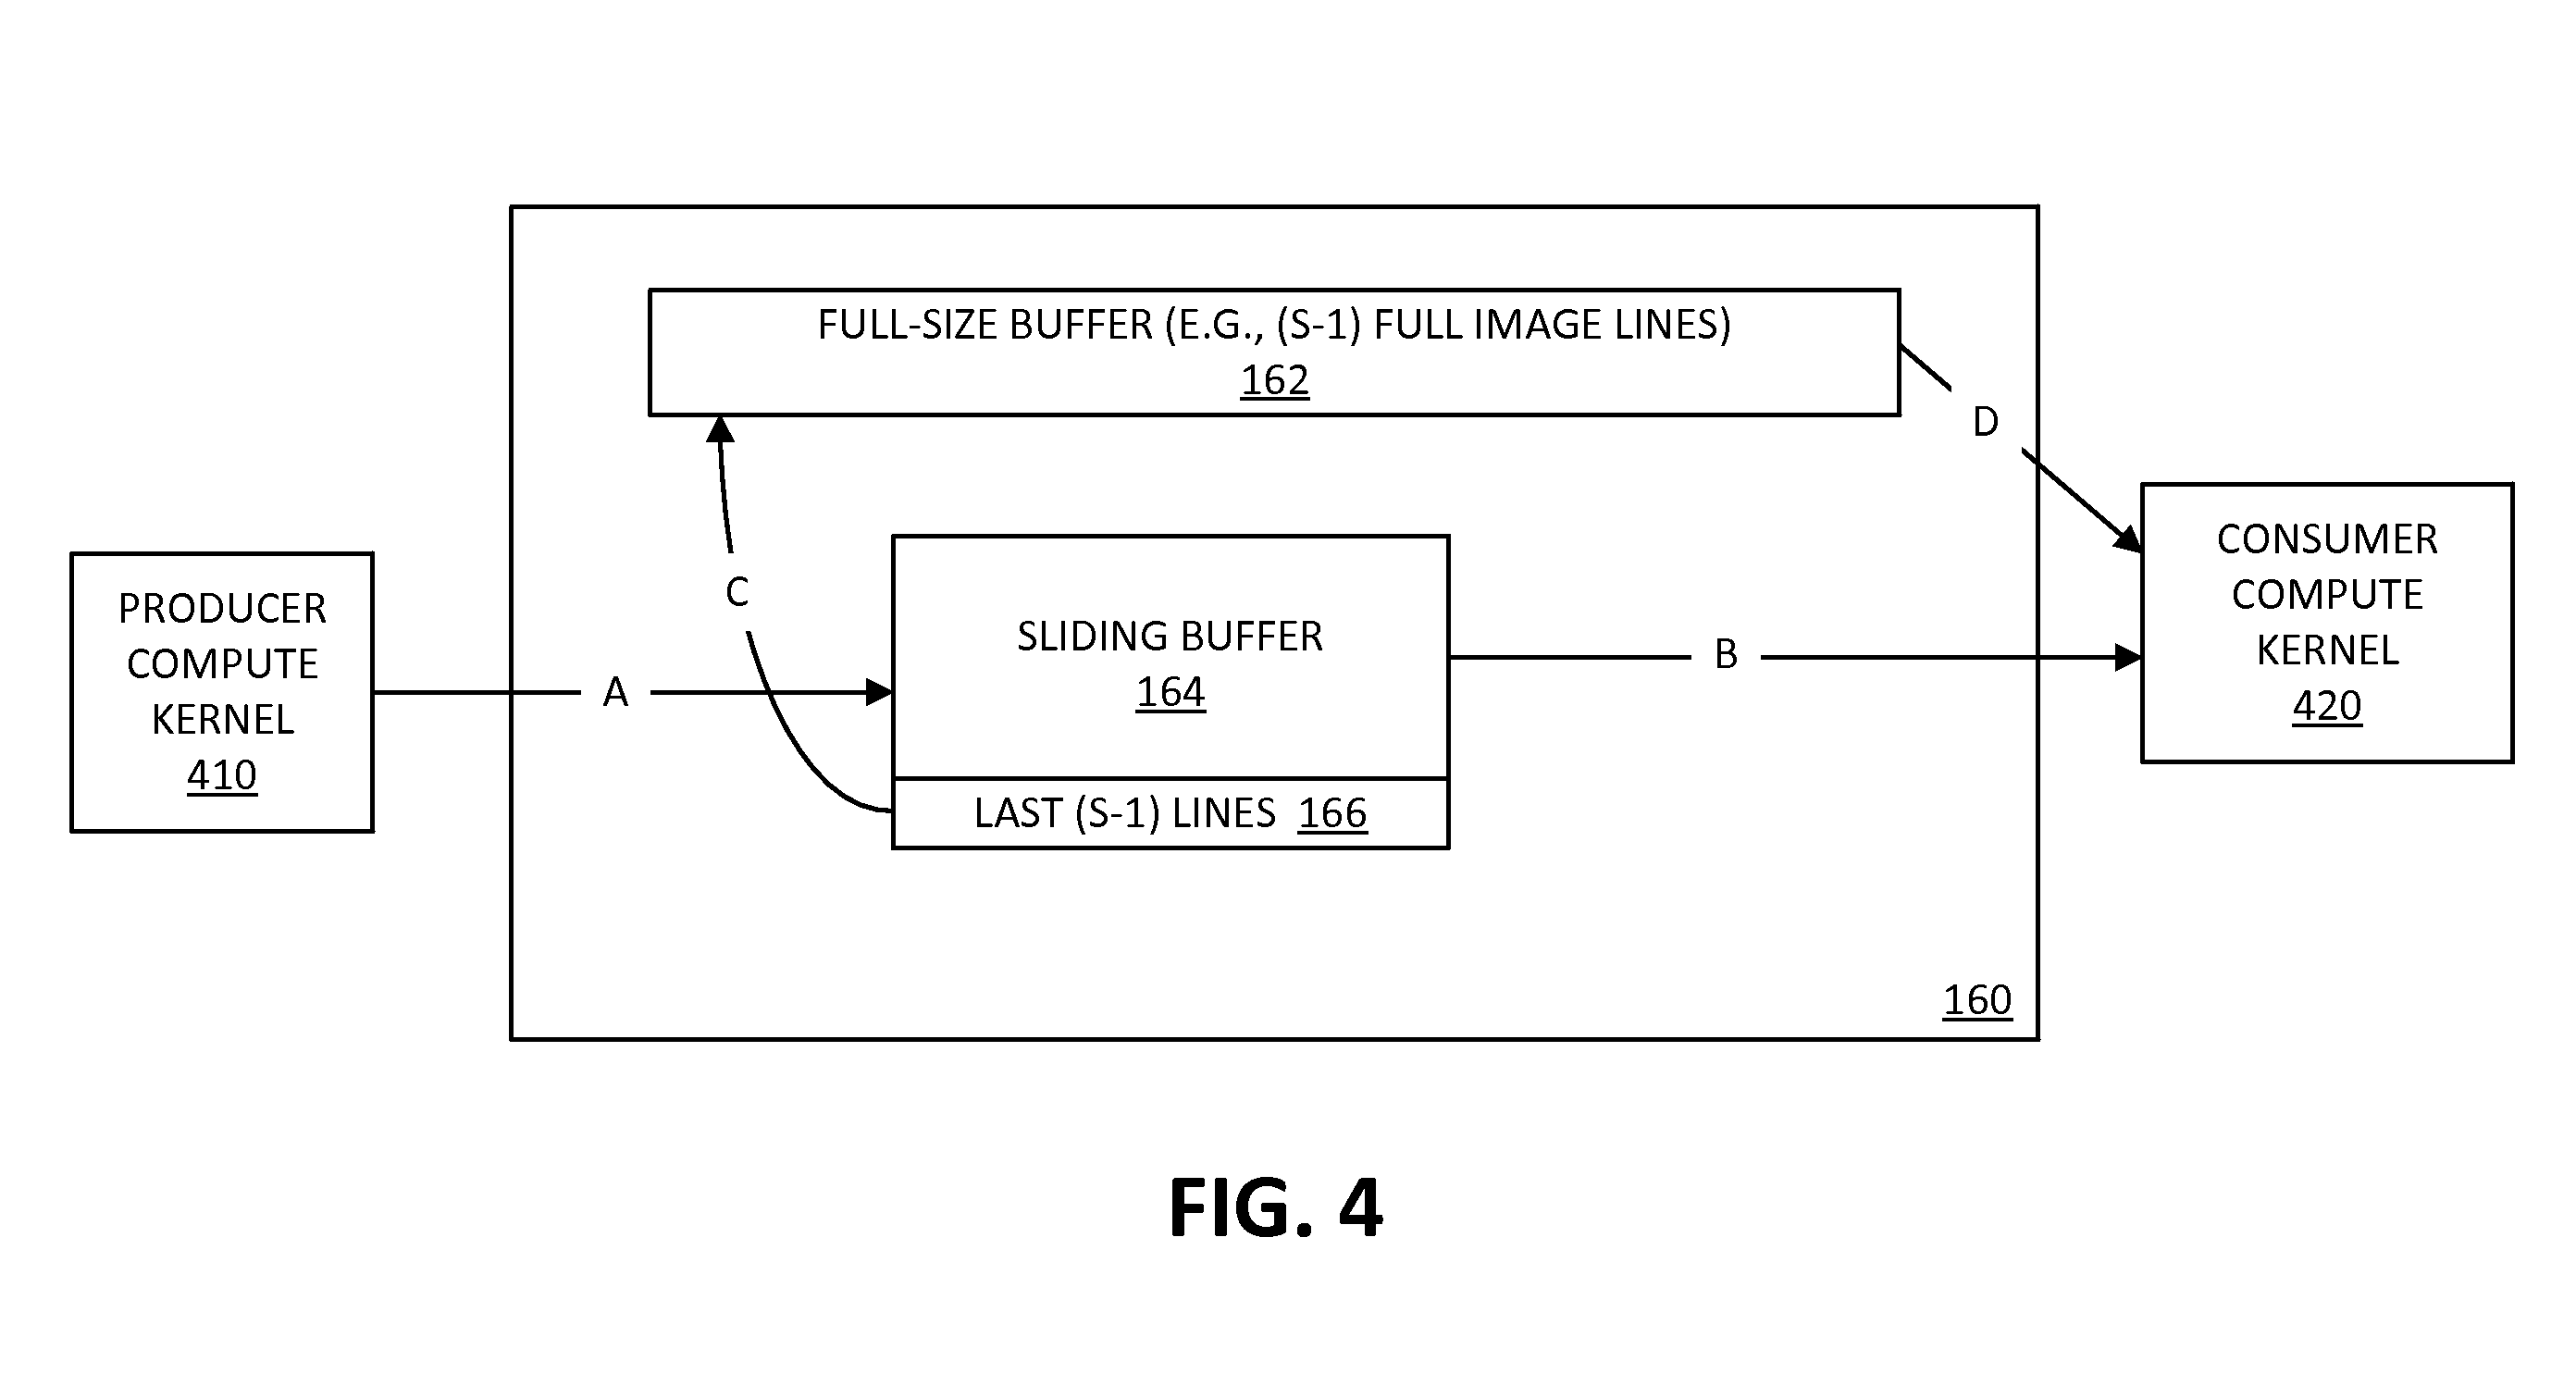 FULL-SIZE BUFFER (E.G., (S-1) FULL IMAGE LINES)
162
D
C
A
B
PRODUCER
COMPUTE
KERNEL
410
SLIDING BUFFER
164
LAST (S-1) LINES 166
CONSUMER
COMPUTE
KERNEL
420
160
FIG. 4